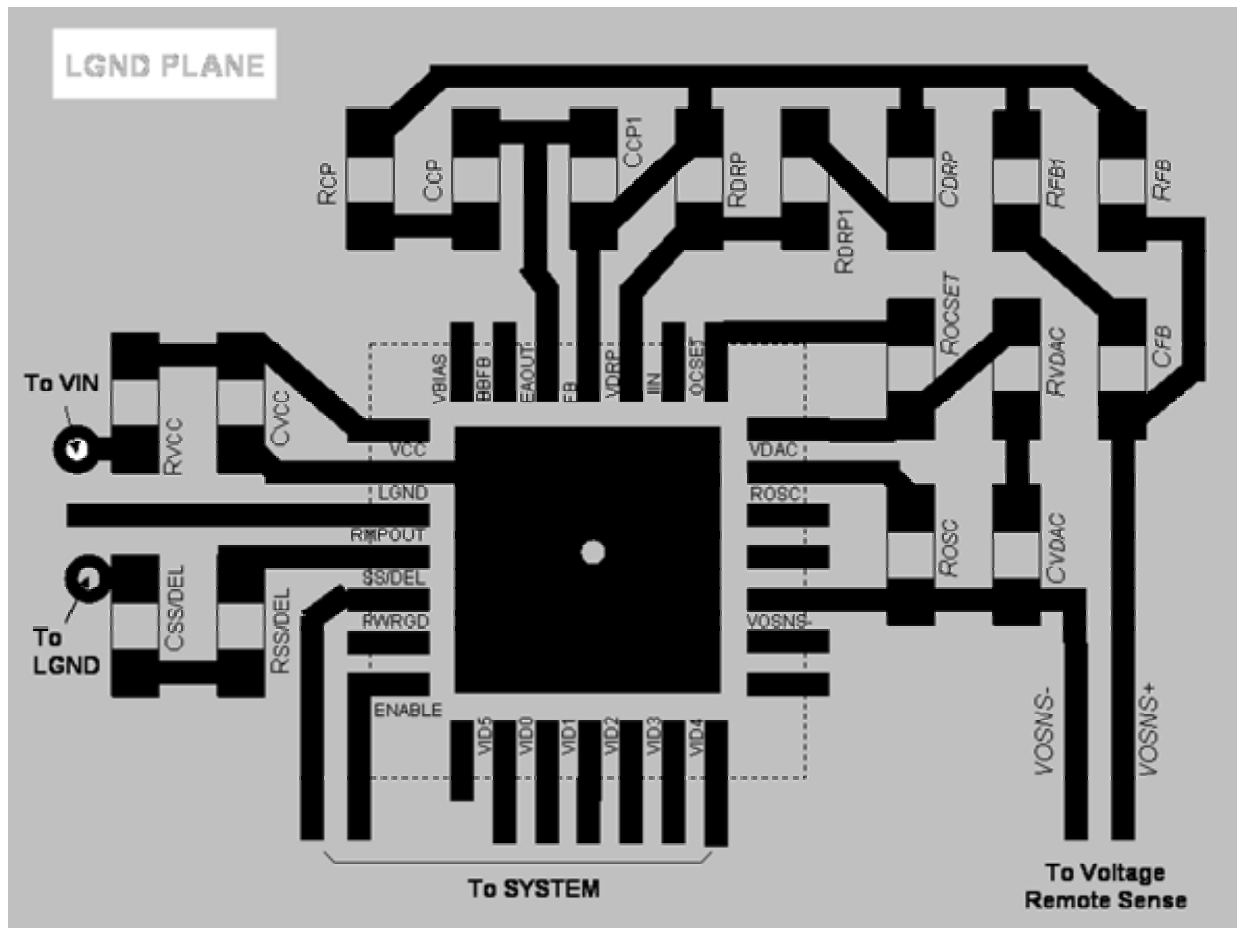 LGND PLANE
RCP
CCP
CCP1
RDRP
RDRP1
CDRP
RFB1
RFB
ROCSET
RVDAC
CFB
To VIN
RVCC
CVCC
VBIAS
BBFB
EAOUT
FB
VDRP
IIN
OCSET
VCC
VDAC
LGND
ROSC
RMPOUT
SS/DEL
PWRGD
VOSNS-
ENABLE
ROSC
CVDAC
To
LGND
CSS/DEL
RSS/DEL
VID5
VID0
VID1
VID2
VID3
VID4
VOSNS-
VOSNS+
To SYSTEM
To Voltage
Remote Sense